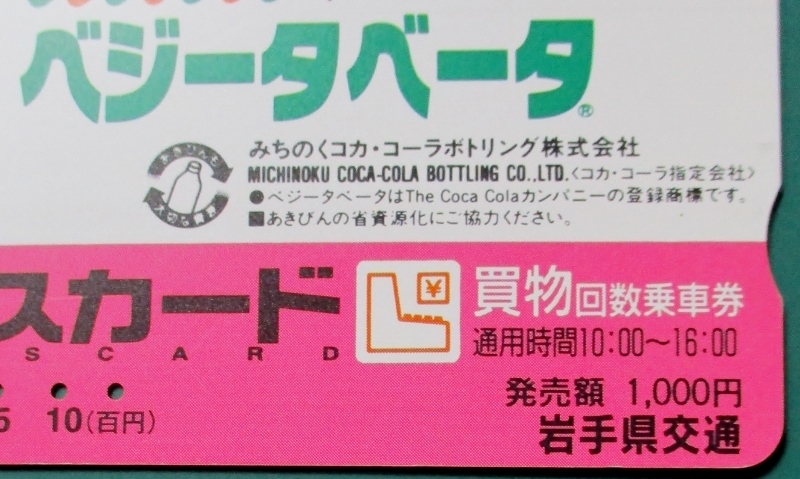 ベジータベータ®
みちのくコカ・コーラボトリング株式会社
MICHINOKU COCA-COLA BOTTLING CO.,LTD.〈コカ・コーラ指定会社〉
●ベジータベータはThe Coca Colaカンパニーの登録商標です。
■あきびんの省資源化にご協力ください。
スカード
SCARD
¥
買物回数乗車券
通用時間10:00〜16:00
5 10(百円)
発売額 1,000円
岩手県交通